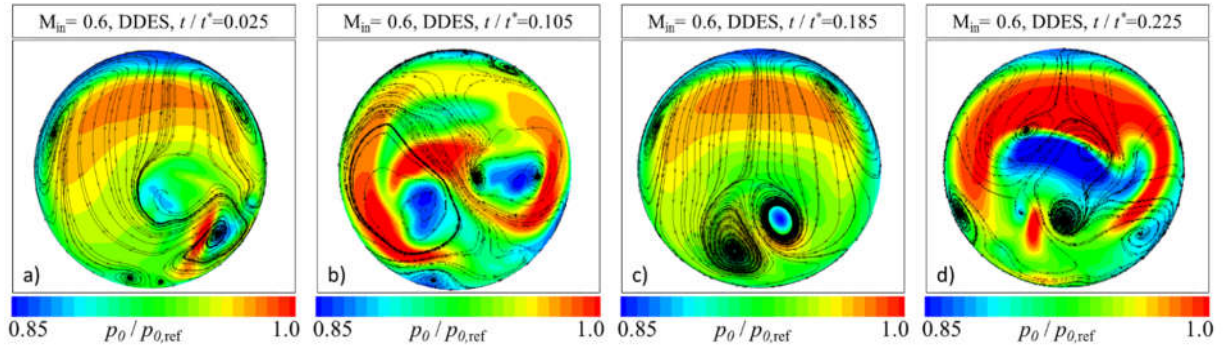 M_in= 0.6, DDES, t / t*=0.025
M_in= 0.6, DDES, t / t*=0.105
M_in= 0.6, DDES, t / t*=0.185
M_in= 0.6, DDES, t / t*=0.225
a)
b)
c)
d)
0.85 1.0
p_0 / p_0,ref
0.85 1.0
p_0 / p_0,ref
0.85 1.0
p_0 / p_0,ref
0.85 1.0
p_0 / p_0,ref